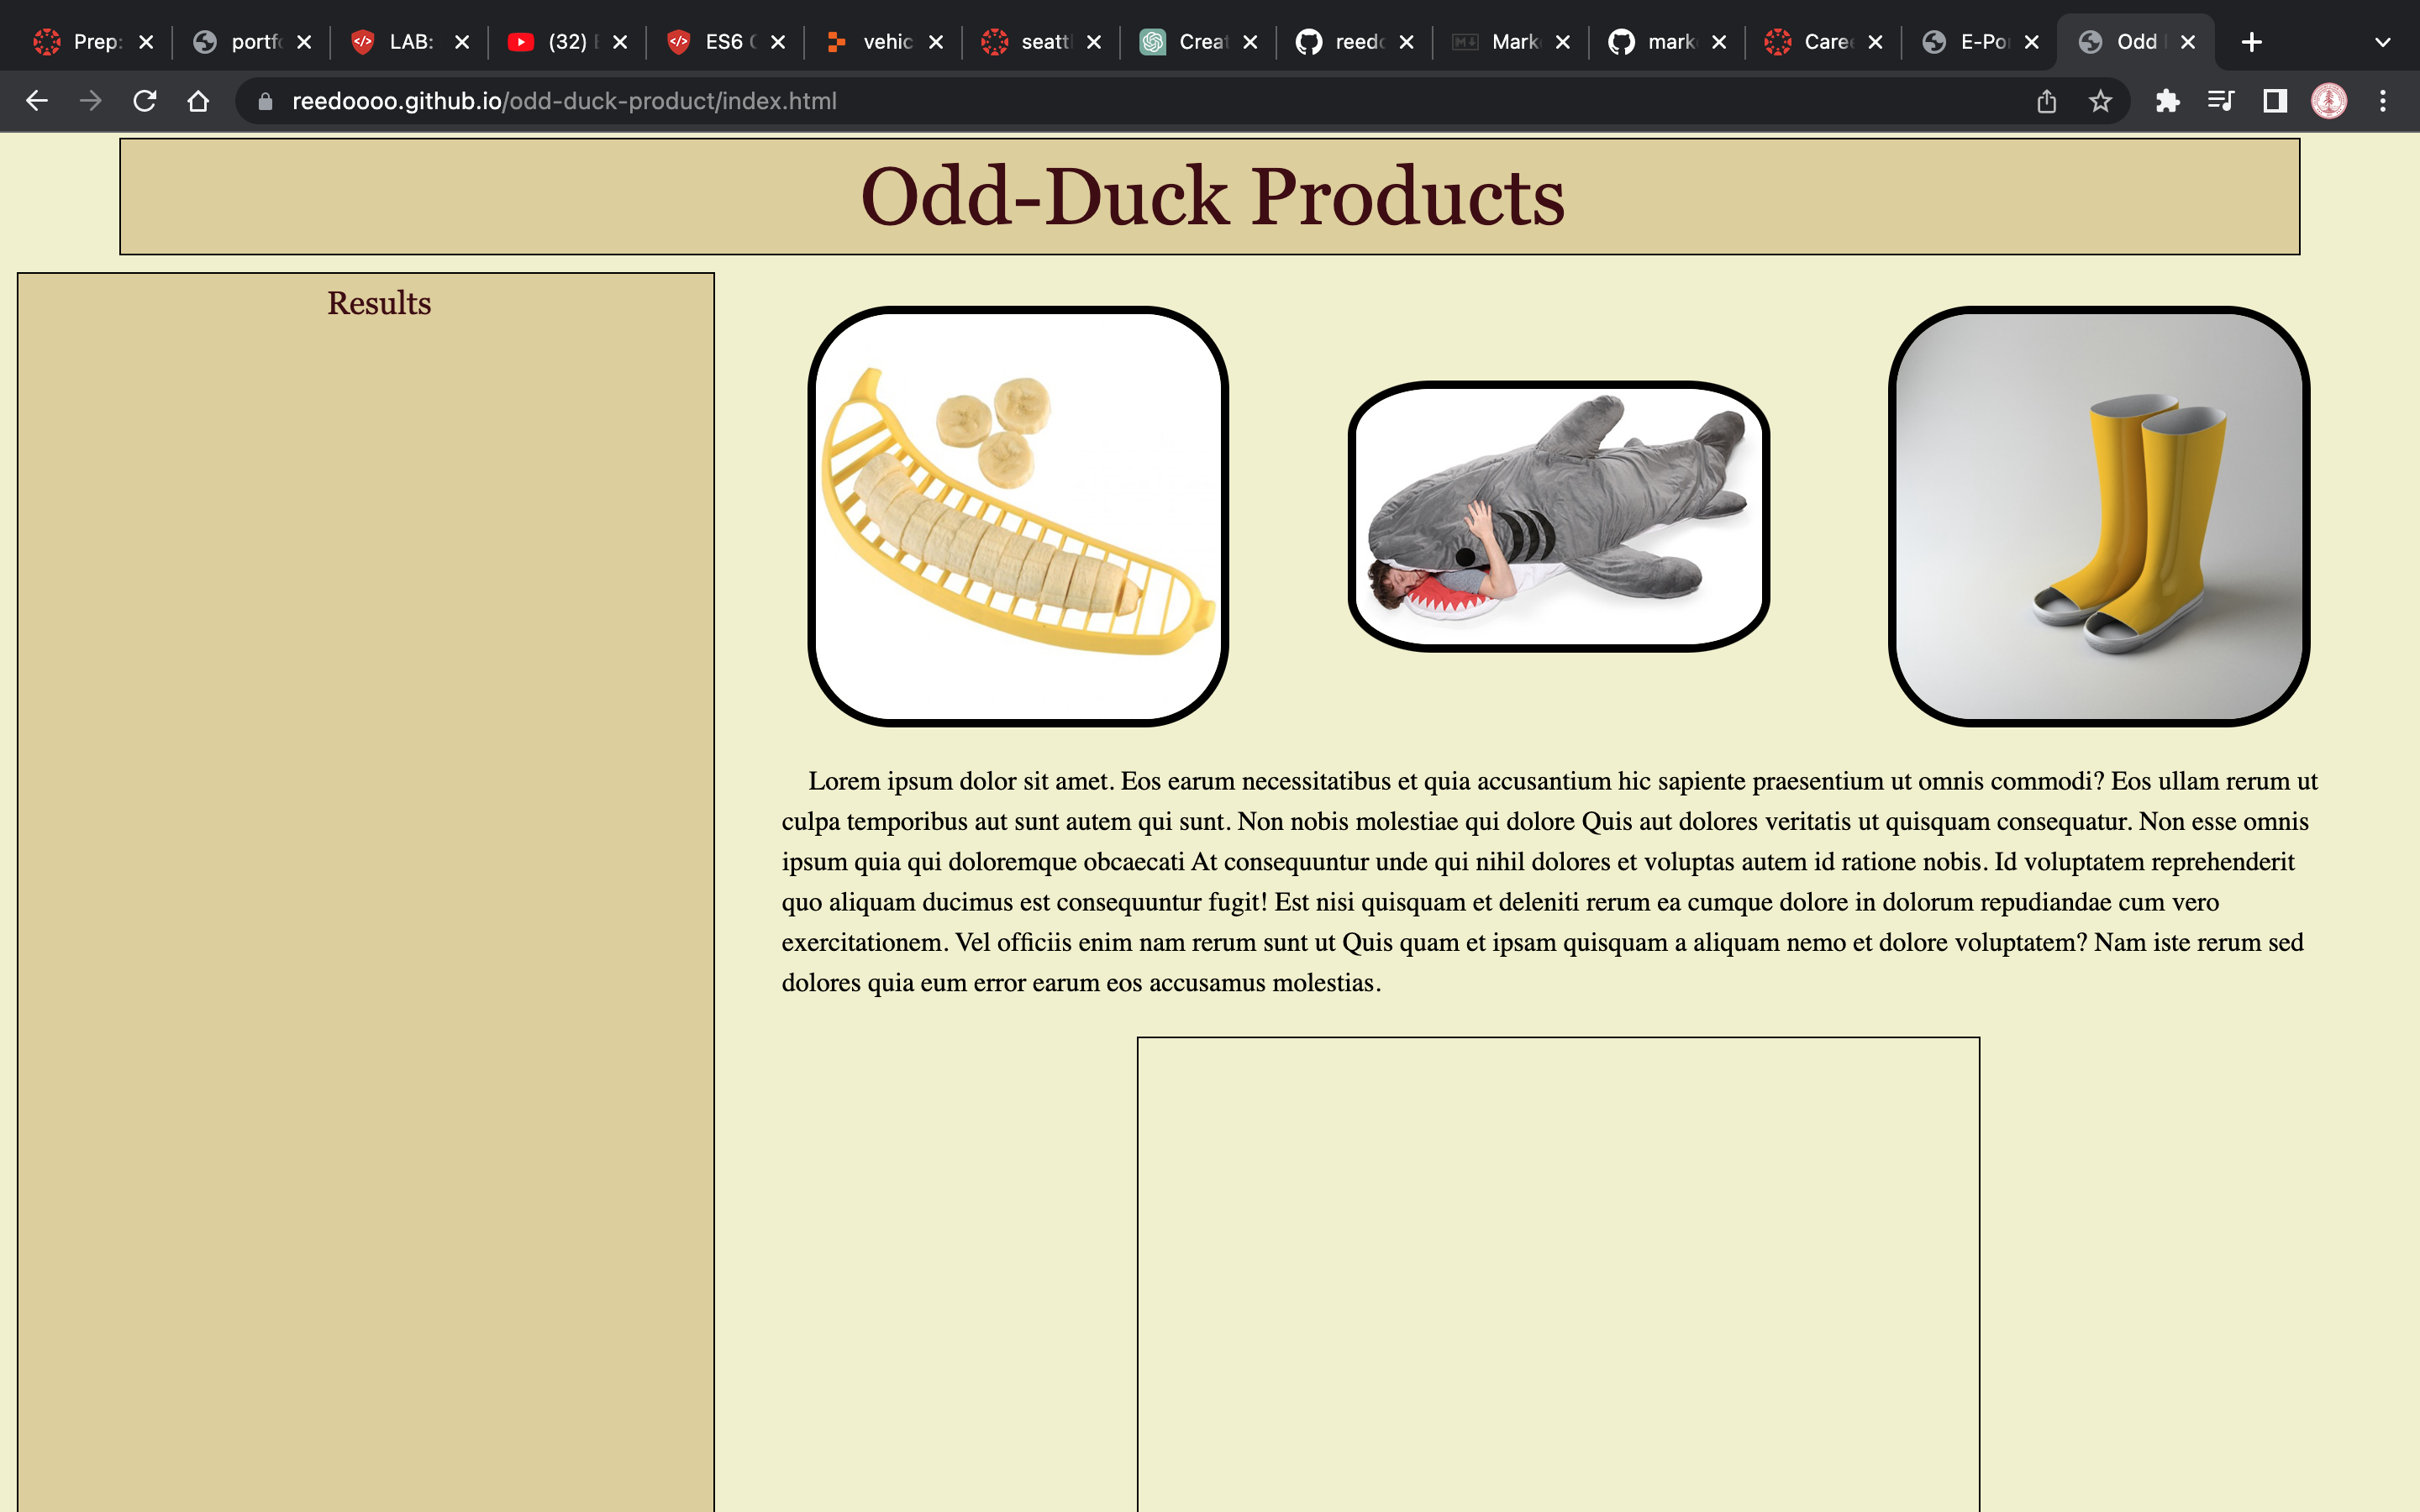 Prep:
portfo
LAB:
(32)
ES6
vehic
seatt
Creat
reedo
Mark
mark
Care
E-Por
Odd
reedoooo.github.io/odd-duck-product/index.html
Odd-Duck Products
Results
Lorem ipsum dolor sit amet. Eos earum necessitatibus et quia accusantium hic sapiente praesentium ut omnis commodi? Eos ullam rerum ut
culpa temporibus aut sunt autem qui sunt. Non nobis molestiae qui dolore Quis aut dolores veritatis ut quisquam consequatur. Non esse omnis
ipsum quia qui doloremque obcaecati At consequuntur unde qui nihil dolores et voluptas autem id ratione nobis. Id voluptatem reprehenderit
quo aliquam ducimus est consequuntur fugit! Est nisi quisquam et deleniti rerum ea cumque dolore in dolorum repudiandae cum vero
exercitationem. Vel officiis enim nam rerum sunt ut Quis quam et ipsam quisquam a aliquam nemo et dolore voluptatem? Nam iste rerum sed
dolores quia eum error earum eos accusamus molestias.